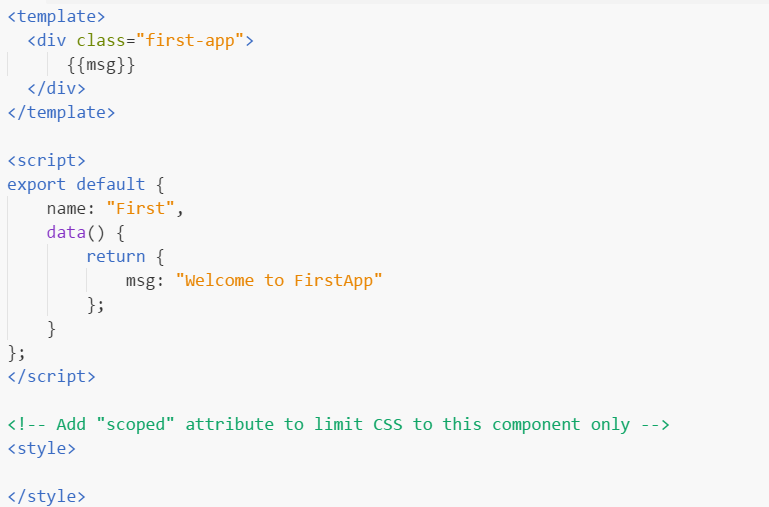 <template>
  <div class="first-app">
      {{msg}}
  </div>
</template>

<script>
export default {
    name: "First",
    data() {
        return {
            msg: "Welcome to FirstApp"
        };
    }
};
</script>

<!-- Add "scoped" attribute to limit CSS to this component only -->
<style>

</style>